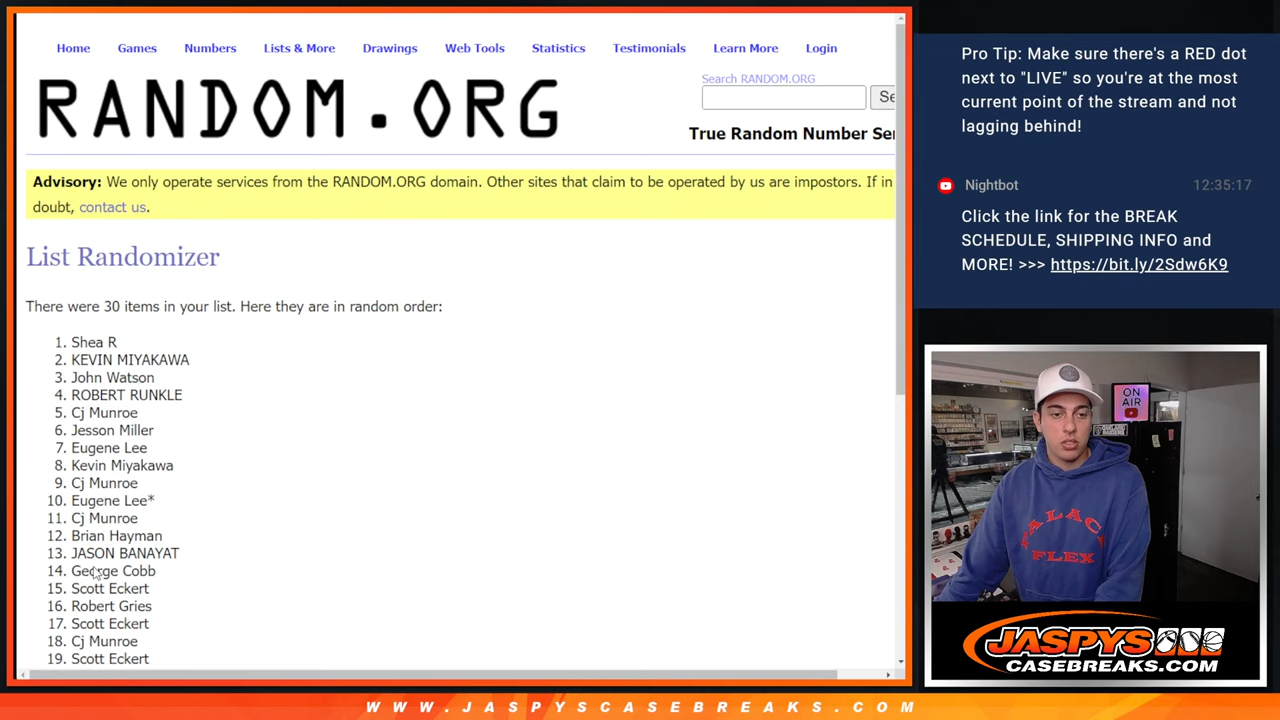 Home Games Numbers Lists & More Drawings Web Tools Statistics Testimonials Learn More Login
RANDOM.ORG
Search RANDOM.ORG
Se
True Random Number Ser
Advisory: We only operate services from the RANDOM.ORG domain. Other sites that claim to be operated by us are impostors. If in
doubt, contact us.
List Randomizer
There were 30 items in your list. Here they are in random order:
1. Shea R
2. KEVIN MIYAKAWA
3. John Watson
4. ROBERT RUNKLE
5. Cj Munroe
6. Jesson Miller
7. Eugene Lee
8. Kevin Miyakawa
9. Cj Munroe
10. Eugene Lee*
11. Cj Munroe
12. Brian Hayman
13. JASON BANAYAT
14. George Cobb
15. Scott Eckert
16. Robert Gries
17. Scott Eckert
18. Cj Munroe
19. Scott Eckert
Pro Tip: Make sure there's a RED dot
next to "LIVE" so you're at the most
current point of the stream and not
lagging behind!
Nightbot 12:35:17
Click the link for the BREAK
SCHEDULE, SHIPPING INFO and
MORE! >>> https://bit.ly/2Sdw6K9
ON
AIR
PALACE
FLEX
JASPYS
CASEBREAKS.COM
WWW.JASPYSCASEBREAKS.COM